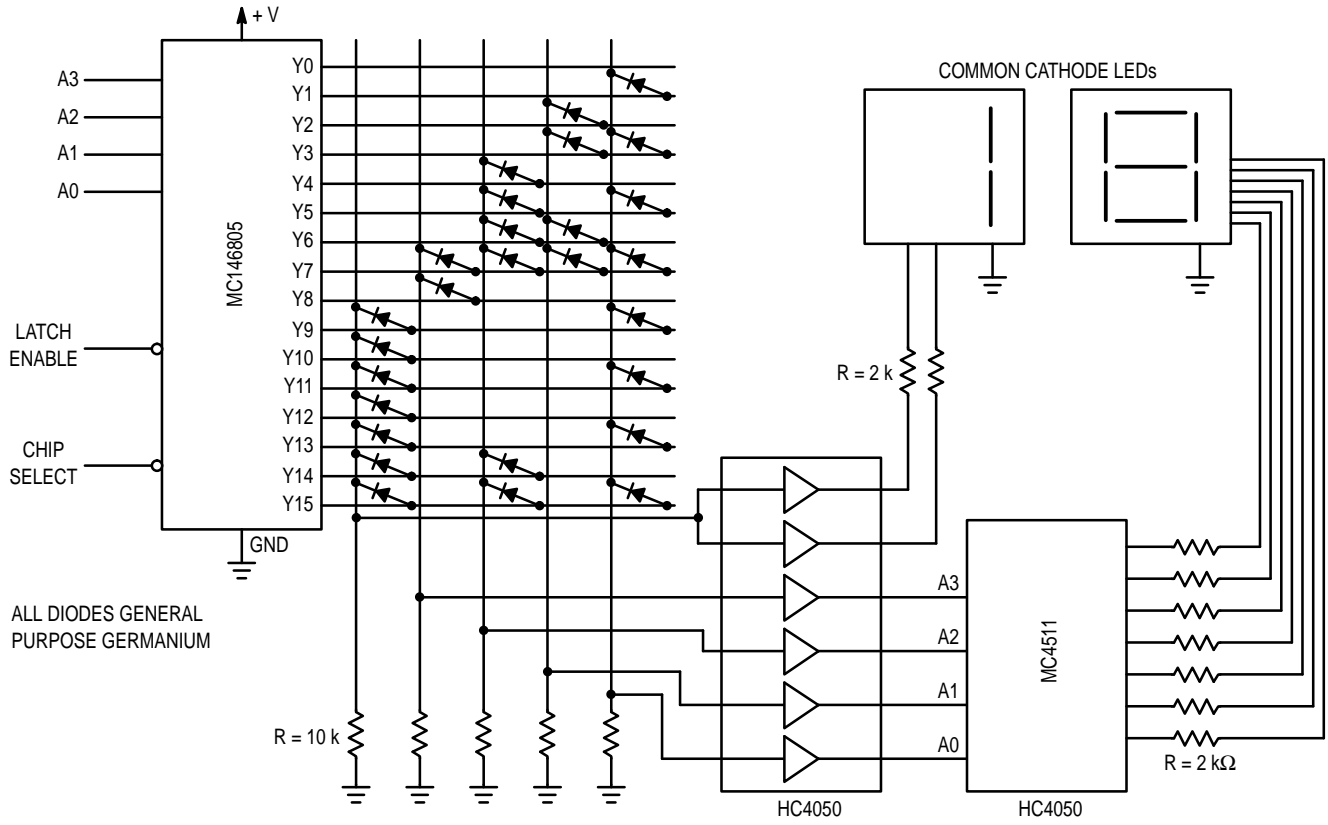 + V
A3
A2
A1
A0
MC146805
Y0
Y1
Y2
Y3
Y4
Y5
Y6
Y7
Y8
Y9
Y10
Y11
Y12
Y13
Y14
Y15
LATCH
ENABLE
CHIP
SELECT
GND
ALL DIODES GENERAL
PURPOSE GERMANIUM
R = 10 k
COMMON CATHODE LEDs
R = 2 k
A3
A2
A1
A0
HC4050
MC4511
HC4050
R = 2 kΩ